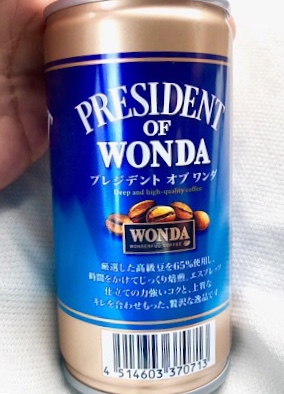 PRESIDENT
OF
WONDA
プレジデント オブ ワンダ
Deep and high-quality coffee
WONDA
WONDERFUL COFFEE
厳選した高級豆を65%使用し、
時間をかけてじっくり焙煎。エスプレッソ
仕立ての力強いコクと、上質な
キレを合わせもった、贅沢な逸品です
4 514603 370713